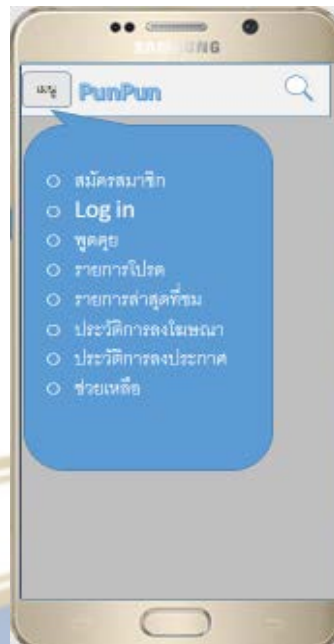 SAMSUNG
เมนู PunPun
สมัครสมาชิก
Log in
พูดคุย
รายการโปรด
รายการล่าสุดที่ชม
ประวัติการลงโฆษณา
ประวัติการลงประกาศ
ช่วยเหลือ